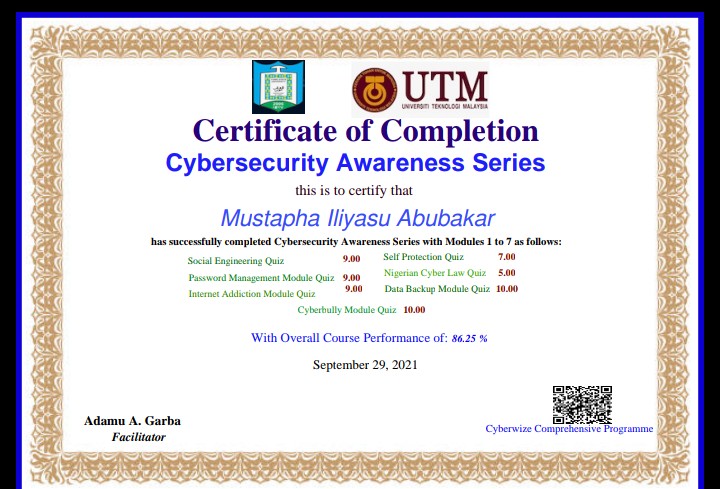 UTM
UNIVERSITI TEKNOLOGI MALAYSIA
Certificate of Completion
Cybersecurity Awareness Series
this is to certify that
Mustapha Iliyasu Abubakar
has successfully completed Cybersecurity Awareness Series with Modules 1 to 7 as follows:
Social Engineering Quiz 9.00 Self Protection Quiz 7.00
Password Management Module Quiz 9.00 Nigerian Cyber Law Quiz 5.00
Internet Addiction Module Quiz 9.00 Data Backup Module Quiz 10.00
Cyberbully Module Quiz 10.00
With Overall Course Performance of: 86.25 %
September 29, 2021
Adamu A. Garba
Facilitator
Cyberwize Comprehensive Programme